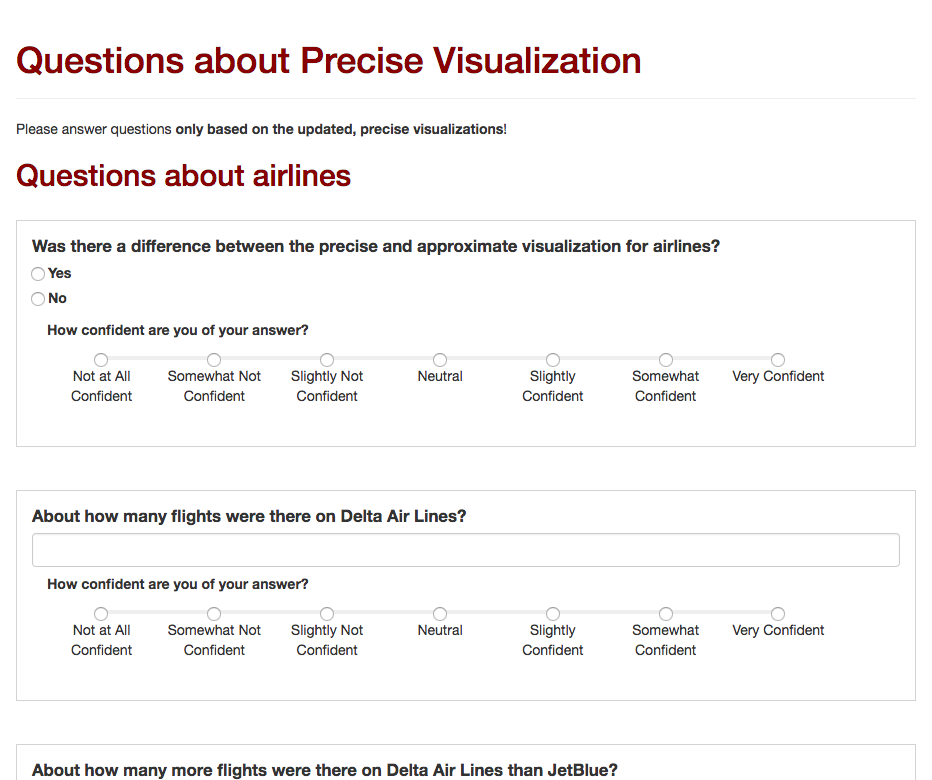 Questions about Precise Visualization
Please answer questions only based on the updated, precise visualizations!
Questions about airlines
Was there a difference between the precise and approximate visualization for airlines?
Yes
No
How confident are you of your answer?
Not at All Somewhat Not Slightly Not Neutral Slightly Somewhat Very Confident
Confident Confident Confident Confident Confident
About how many flights were there on Delta Air Lines?
How confident are you of your answer?
Not at All Somewhat Not Slightly Not Neutral Slightly Somewhat Very Confident
Confident Confident Confident Confident Confident
About how many more flights were there on Delta Air Lines than JetBlue?